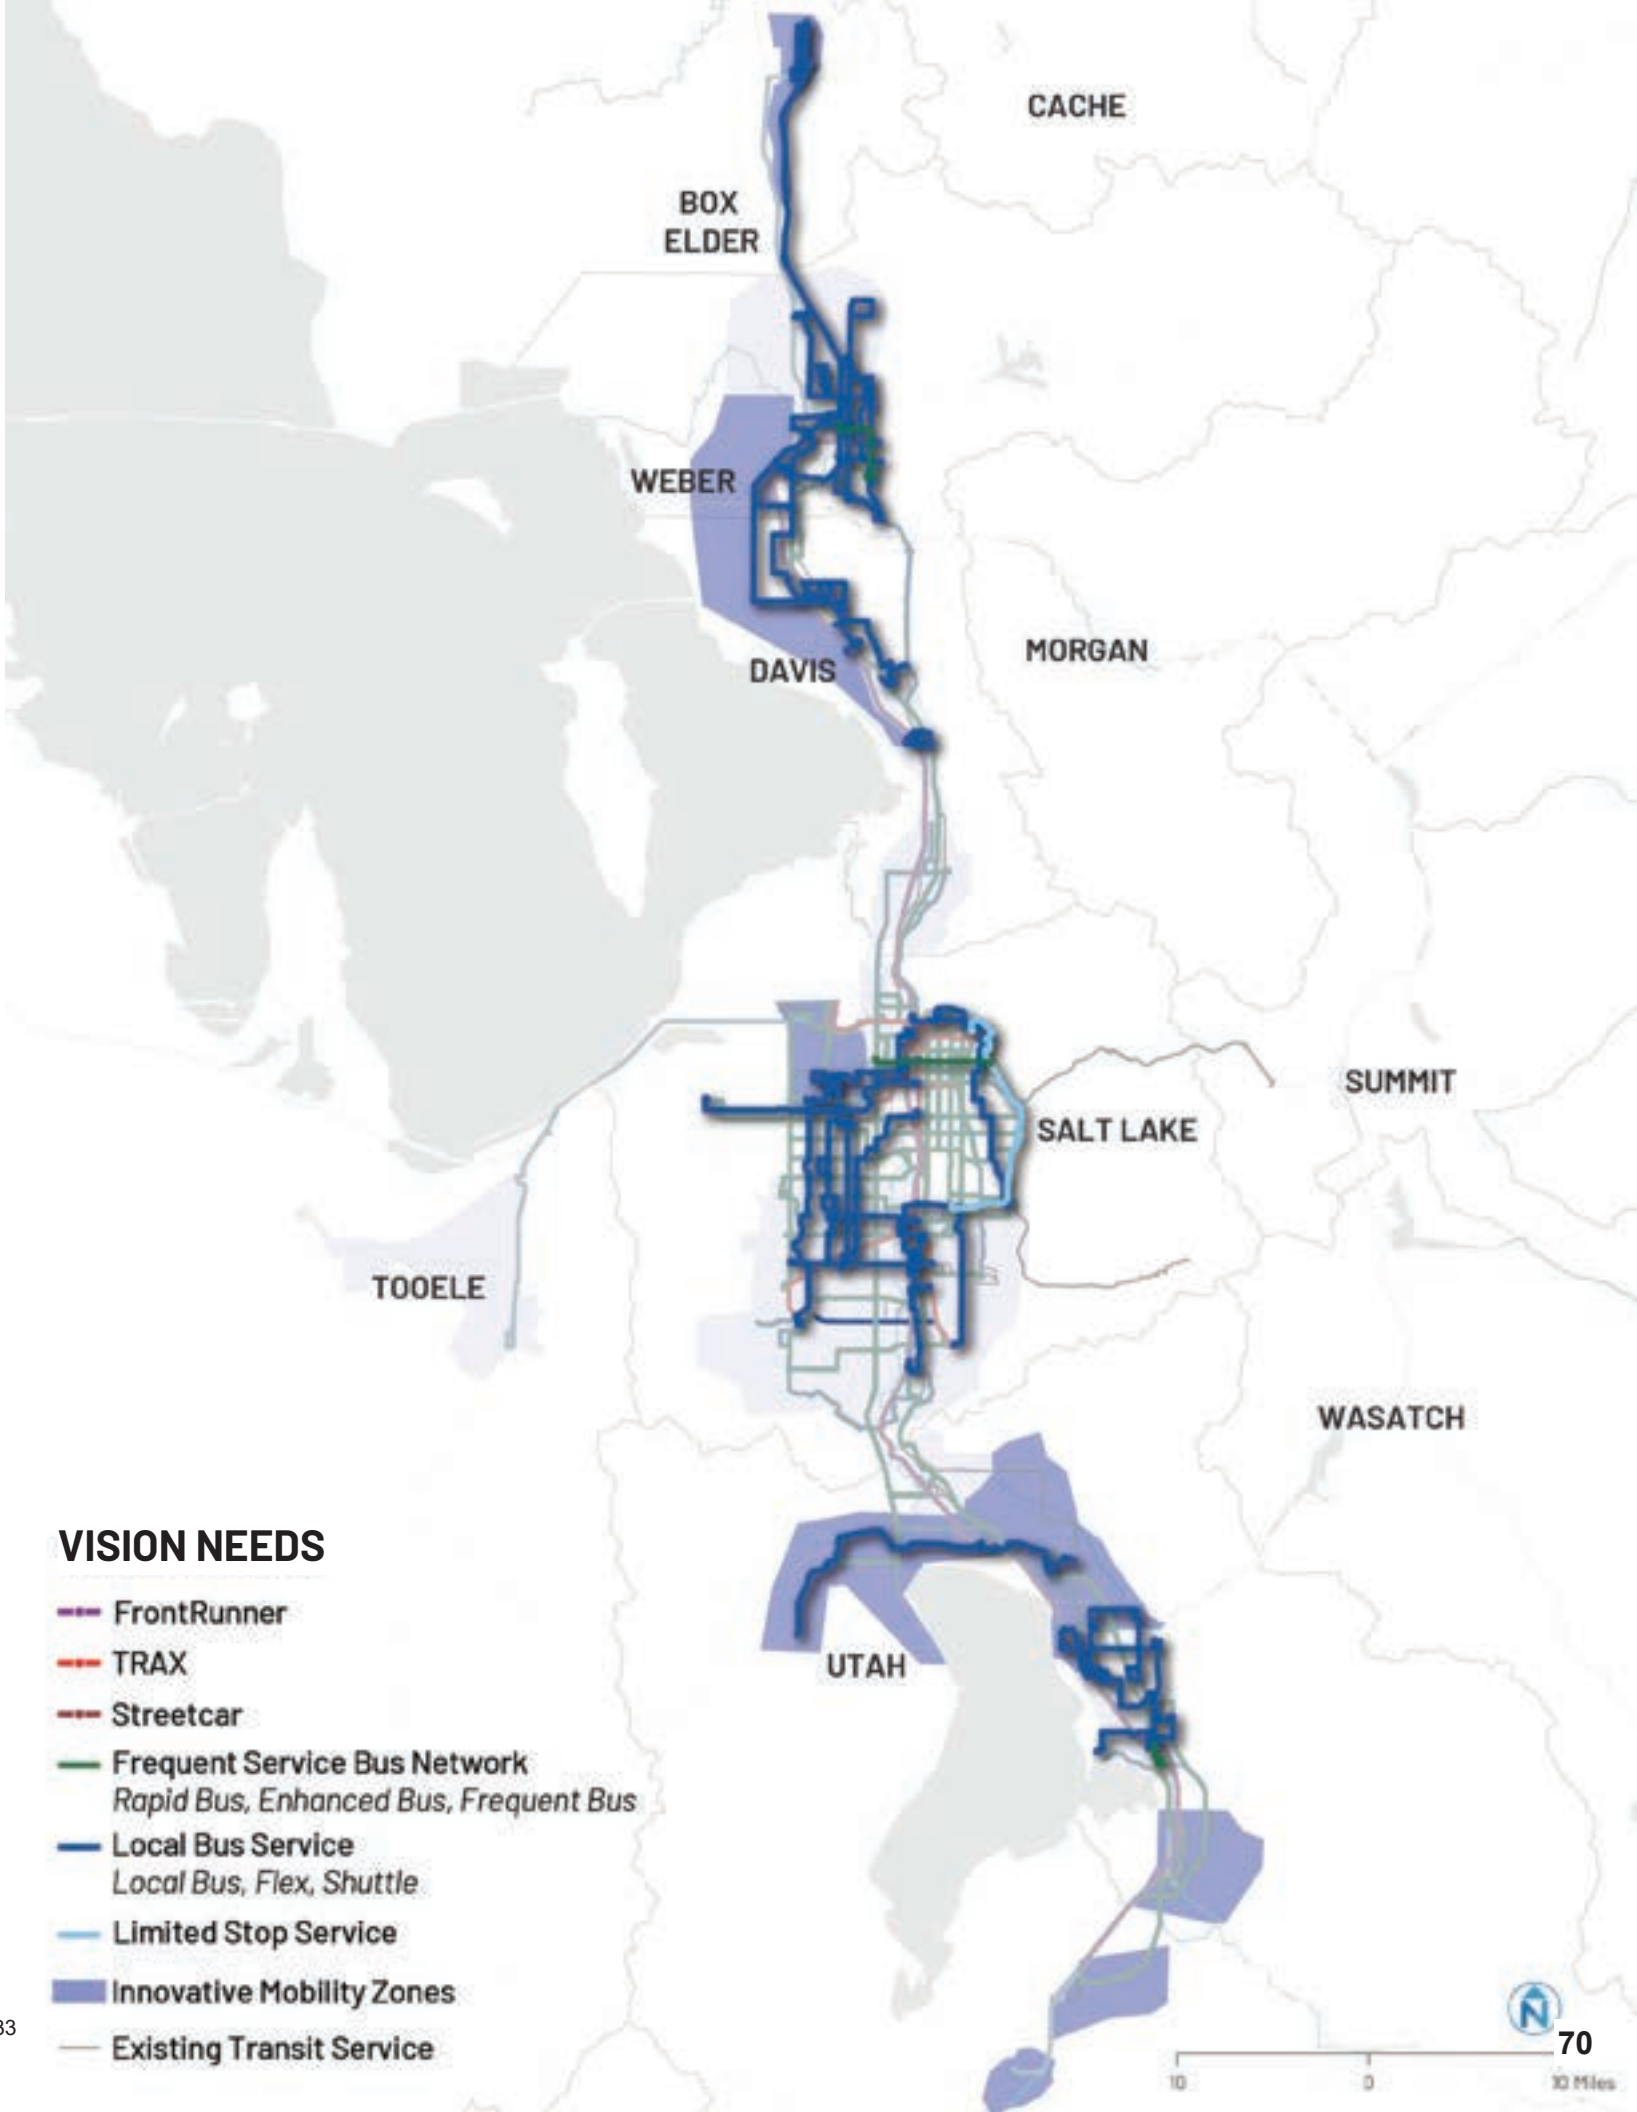 CACHE
BOX
ELDER
WEBER
DAVIS
MORGAN
SUMMIT
SALT LAKE
TOOELE
WASATCH
UTAH
VISION NEEDS
FrontRunner
TRAX
Streetcar
Frequent Service Bus Network
Rapid Bus, Enhanced Bus, Frequent Bus
Local Bus Service
Local Bus, Flex, Shuttle
Limited Stop Service
Innovative Mobility Zones
Existing Transit Service
N
70
10 0 10 Miles